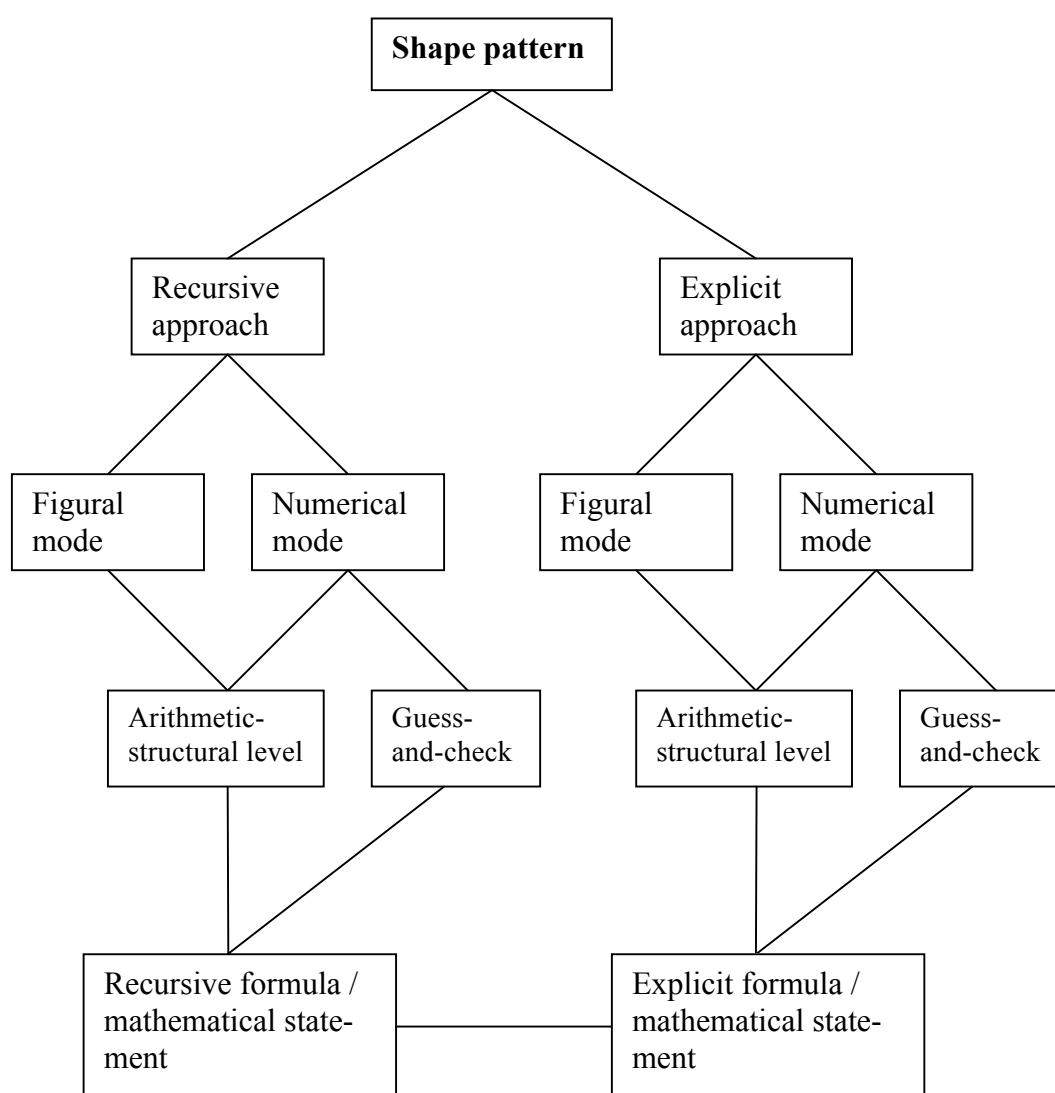 Shape pattern
Recursive
approach
Explicit
approach
Figural
mode
Numerical
mode
Figural
mode
Numerical
mode
Arithmetic-
structural level
Guess-
and-check
Arithmetic-
structural level
Guess-
and-check
Recursive formula /
mathematical state-
ment
Explicit formula /
mathematical state-
ment